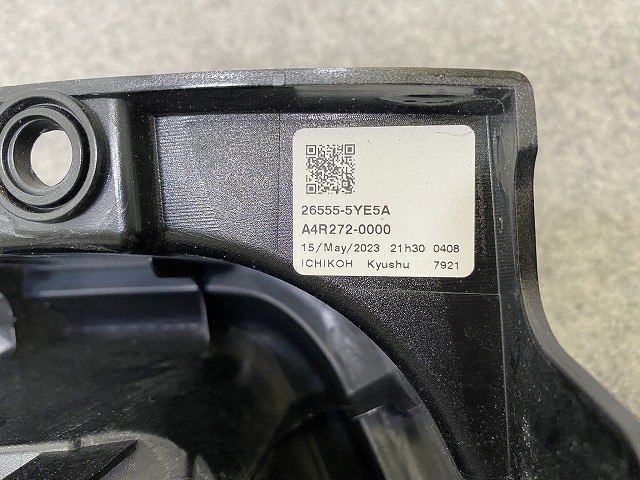 26555-5YE5A
A4R272-0000
15/May/2023 21h30 0408
ICHIKOH Kyushu 7921